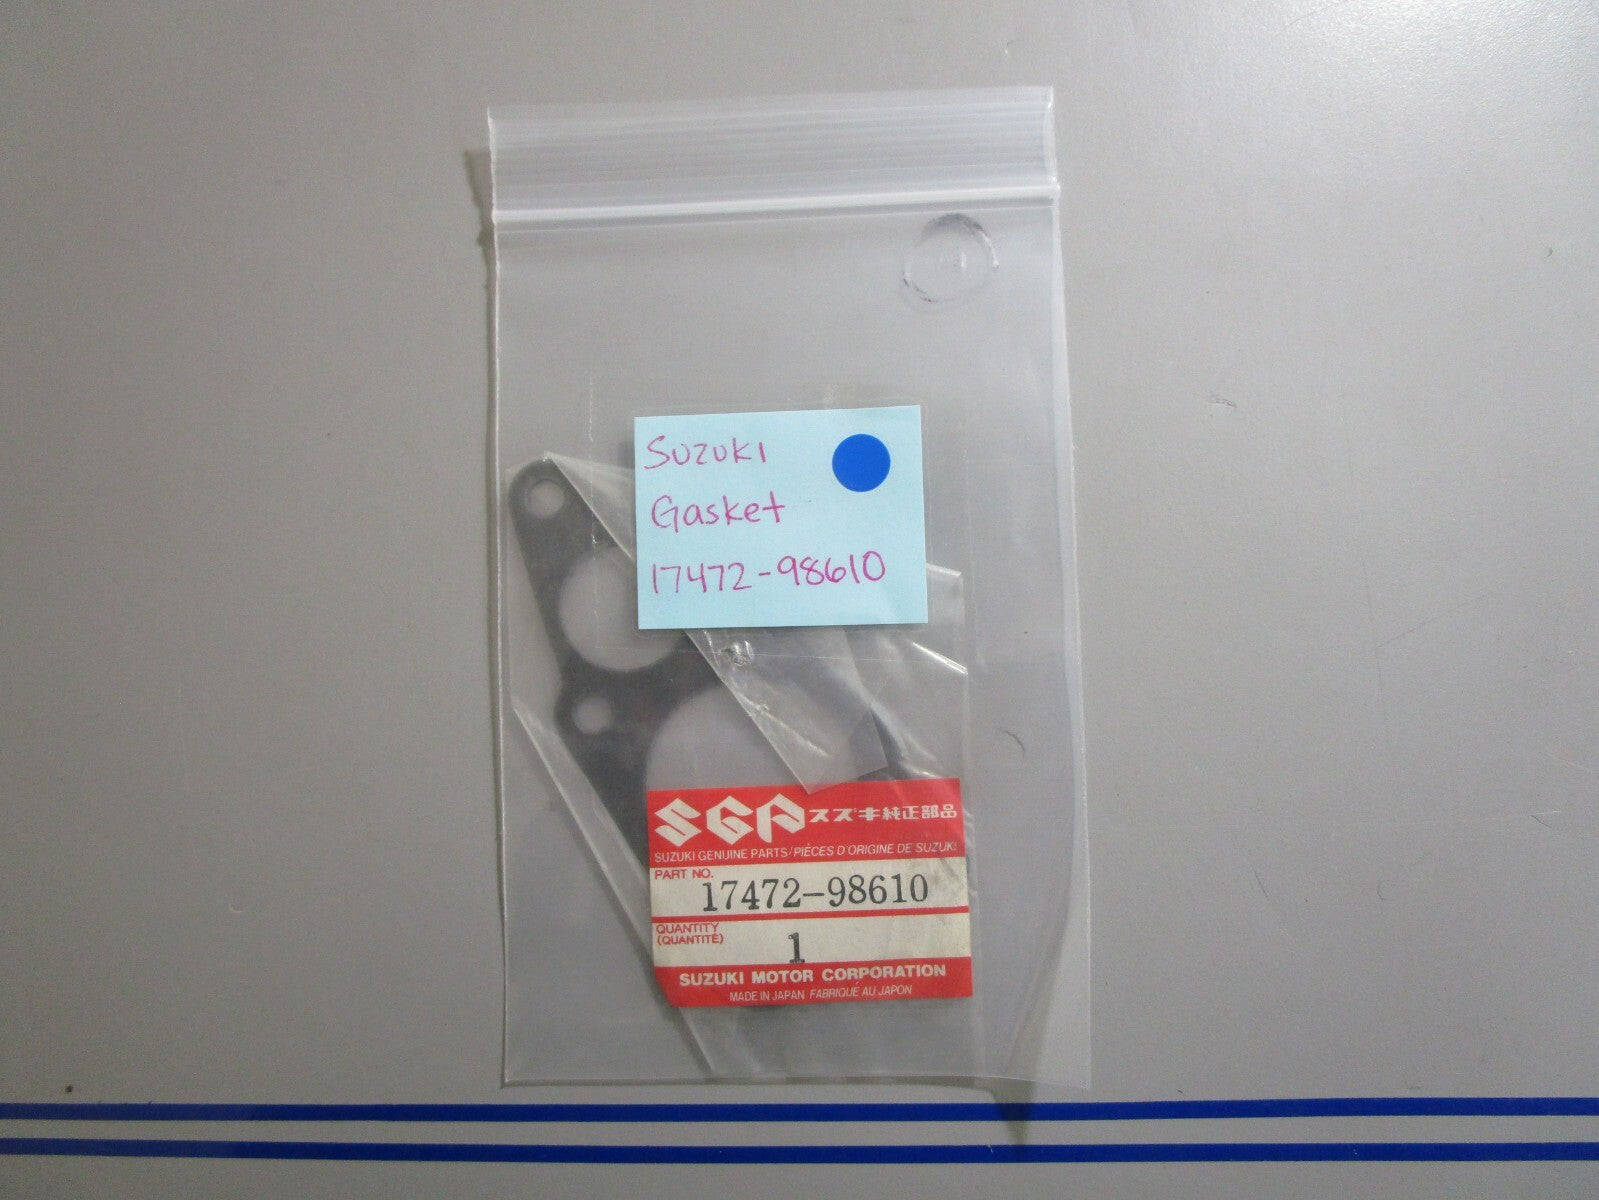 Suzuki
Gasket
17472-98610
SGP スズキ純正部品
SUZUKI GENUINE PARTS/PIÈCES D'ORIGINE DE SUZUKI
PART NO.
17472-98610
QUANTITY
(QUANTITÉ)
1
SUZUKI MOTOR CORPORATION
MADE IN JAPAN FABRIQUÉ AU JAPON